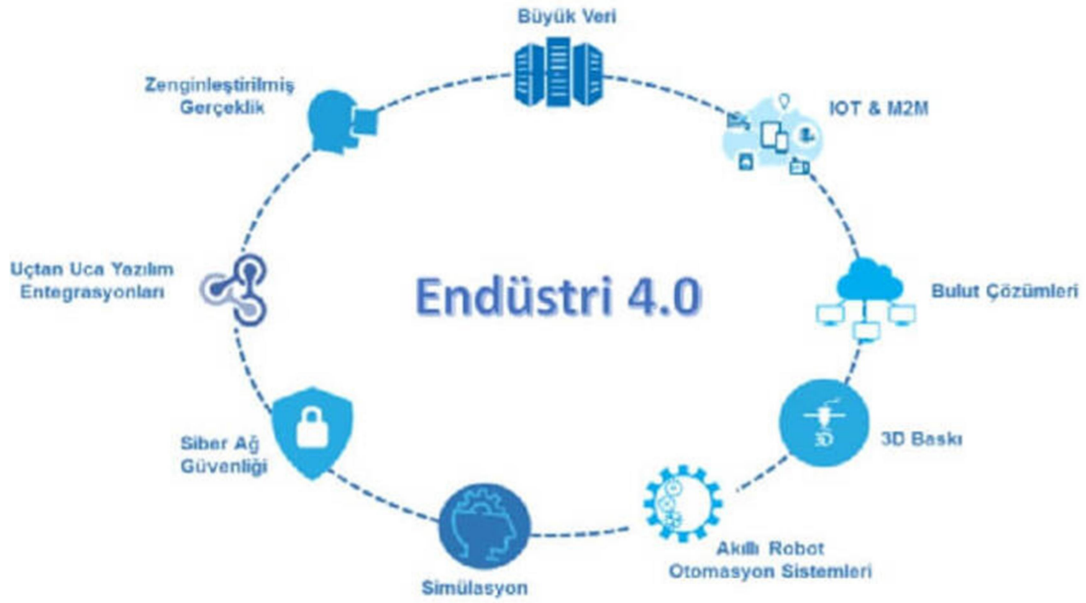 Büyük Veri
Zenginleştirilmiş
Gerçeklik
IOT & M2M
Uçtan Uca Yazılım
Entegrasyonları
Endüstri 4.0
Bulut Çözümleri
Siber Ağ
Güvenliği
3D
3D Baskı
Akıllı Robot
Otomasyon Sistemleri
Simülasyon